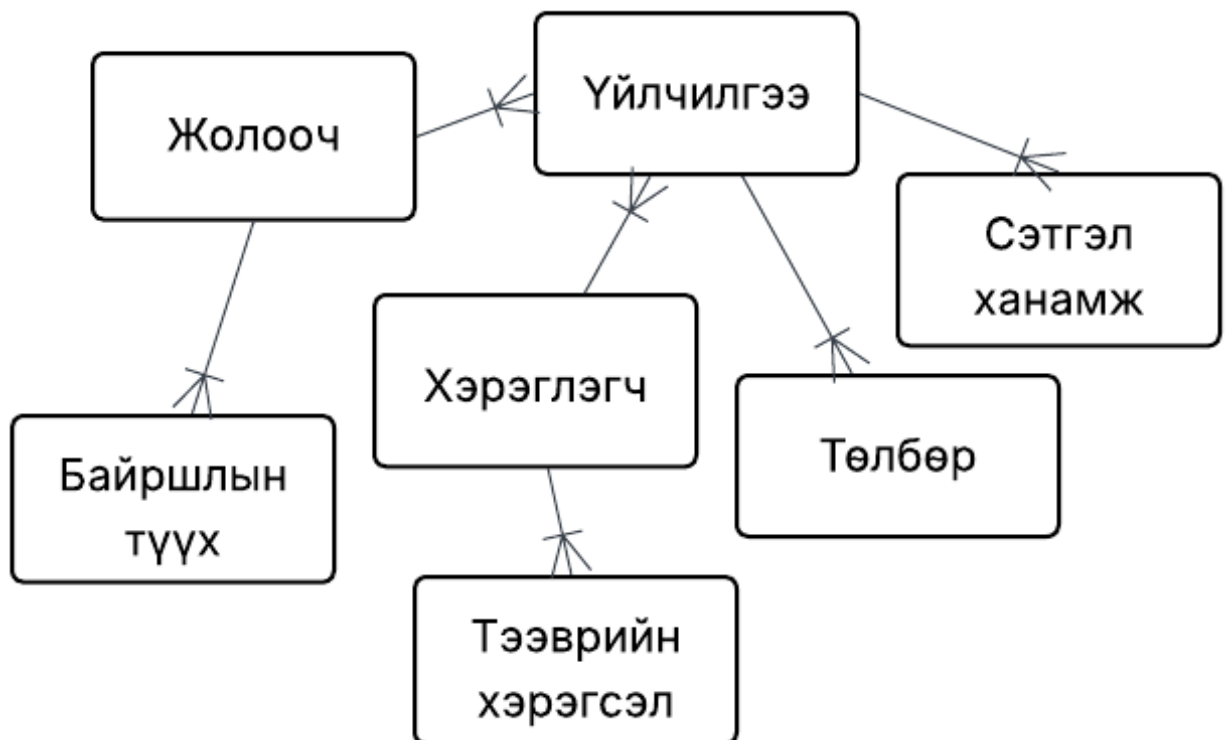 Үйлчилгээ
Жолооч
Сэтгэл
ханамж
Хэрэглэгч
Төлбөр
Байршлын
түүх
Тээврийн
хэрэгсэл